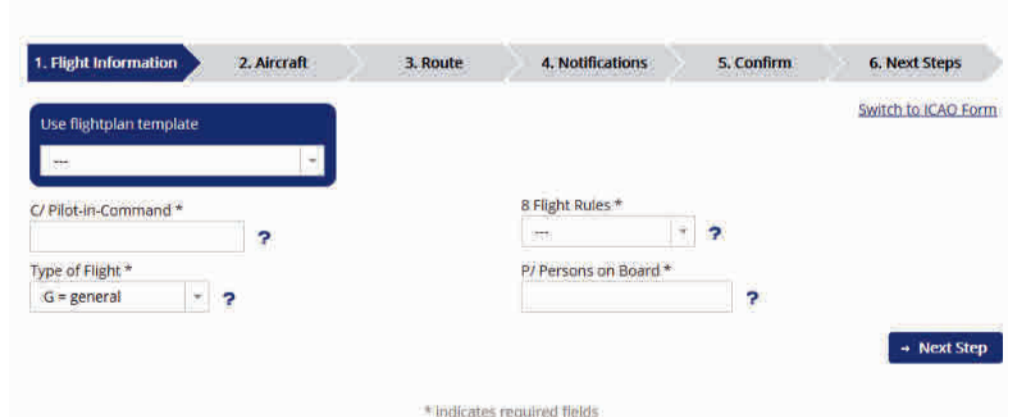 1. Flight Information 2. Aircraft 3. Route 4. Notifications 5. Confirm 6. Next Steps
Switch to ICAO Form
Use flightplan template
---
C/ Pilot-in-Command *
?
8 Flight Rules *
---
?
Type of Flight *
G = general
?
P/ Persons on Board *
?
→ Next Step
* indicates required fields